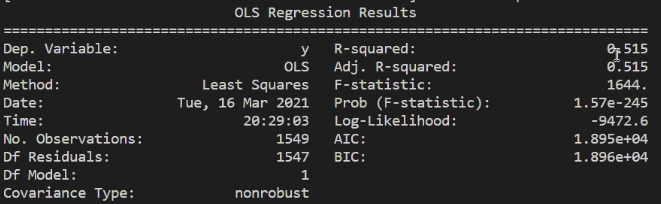 OLS Regression Results
==============================================================================
Dep. Variable: y R-squared: 0.515
Model: OLS Adj. R-squared: 0.515
Method: Least Squares F-statistic: 1644.
Date: Tue, 16 Mar 2021 Prob (F-statistic): 1.57e-245
Time: 20:29:03 Log-Likelihood: -9472.6
No. Observations: 1549 AIC: 1.895e+04
Df Residuals: 1547 BIC: 1.896e+04
Df Model: 1
Covariance Type: nonrobust